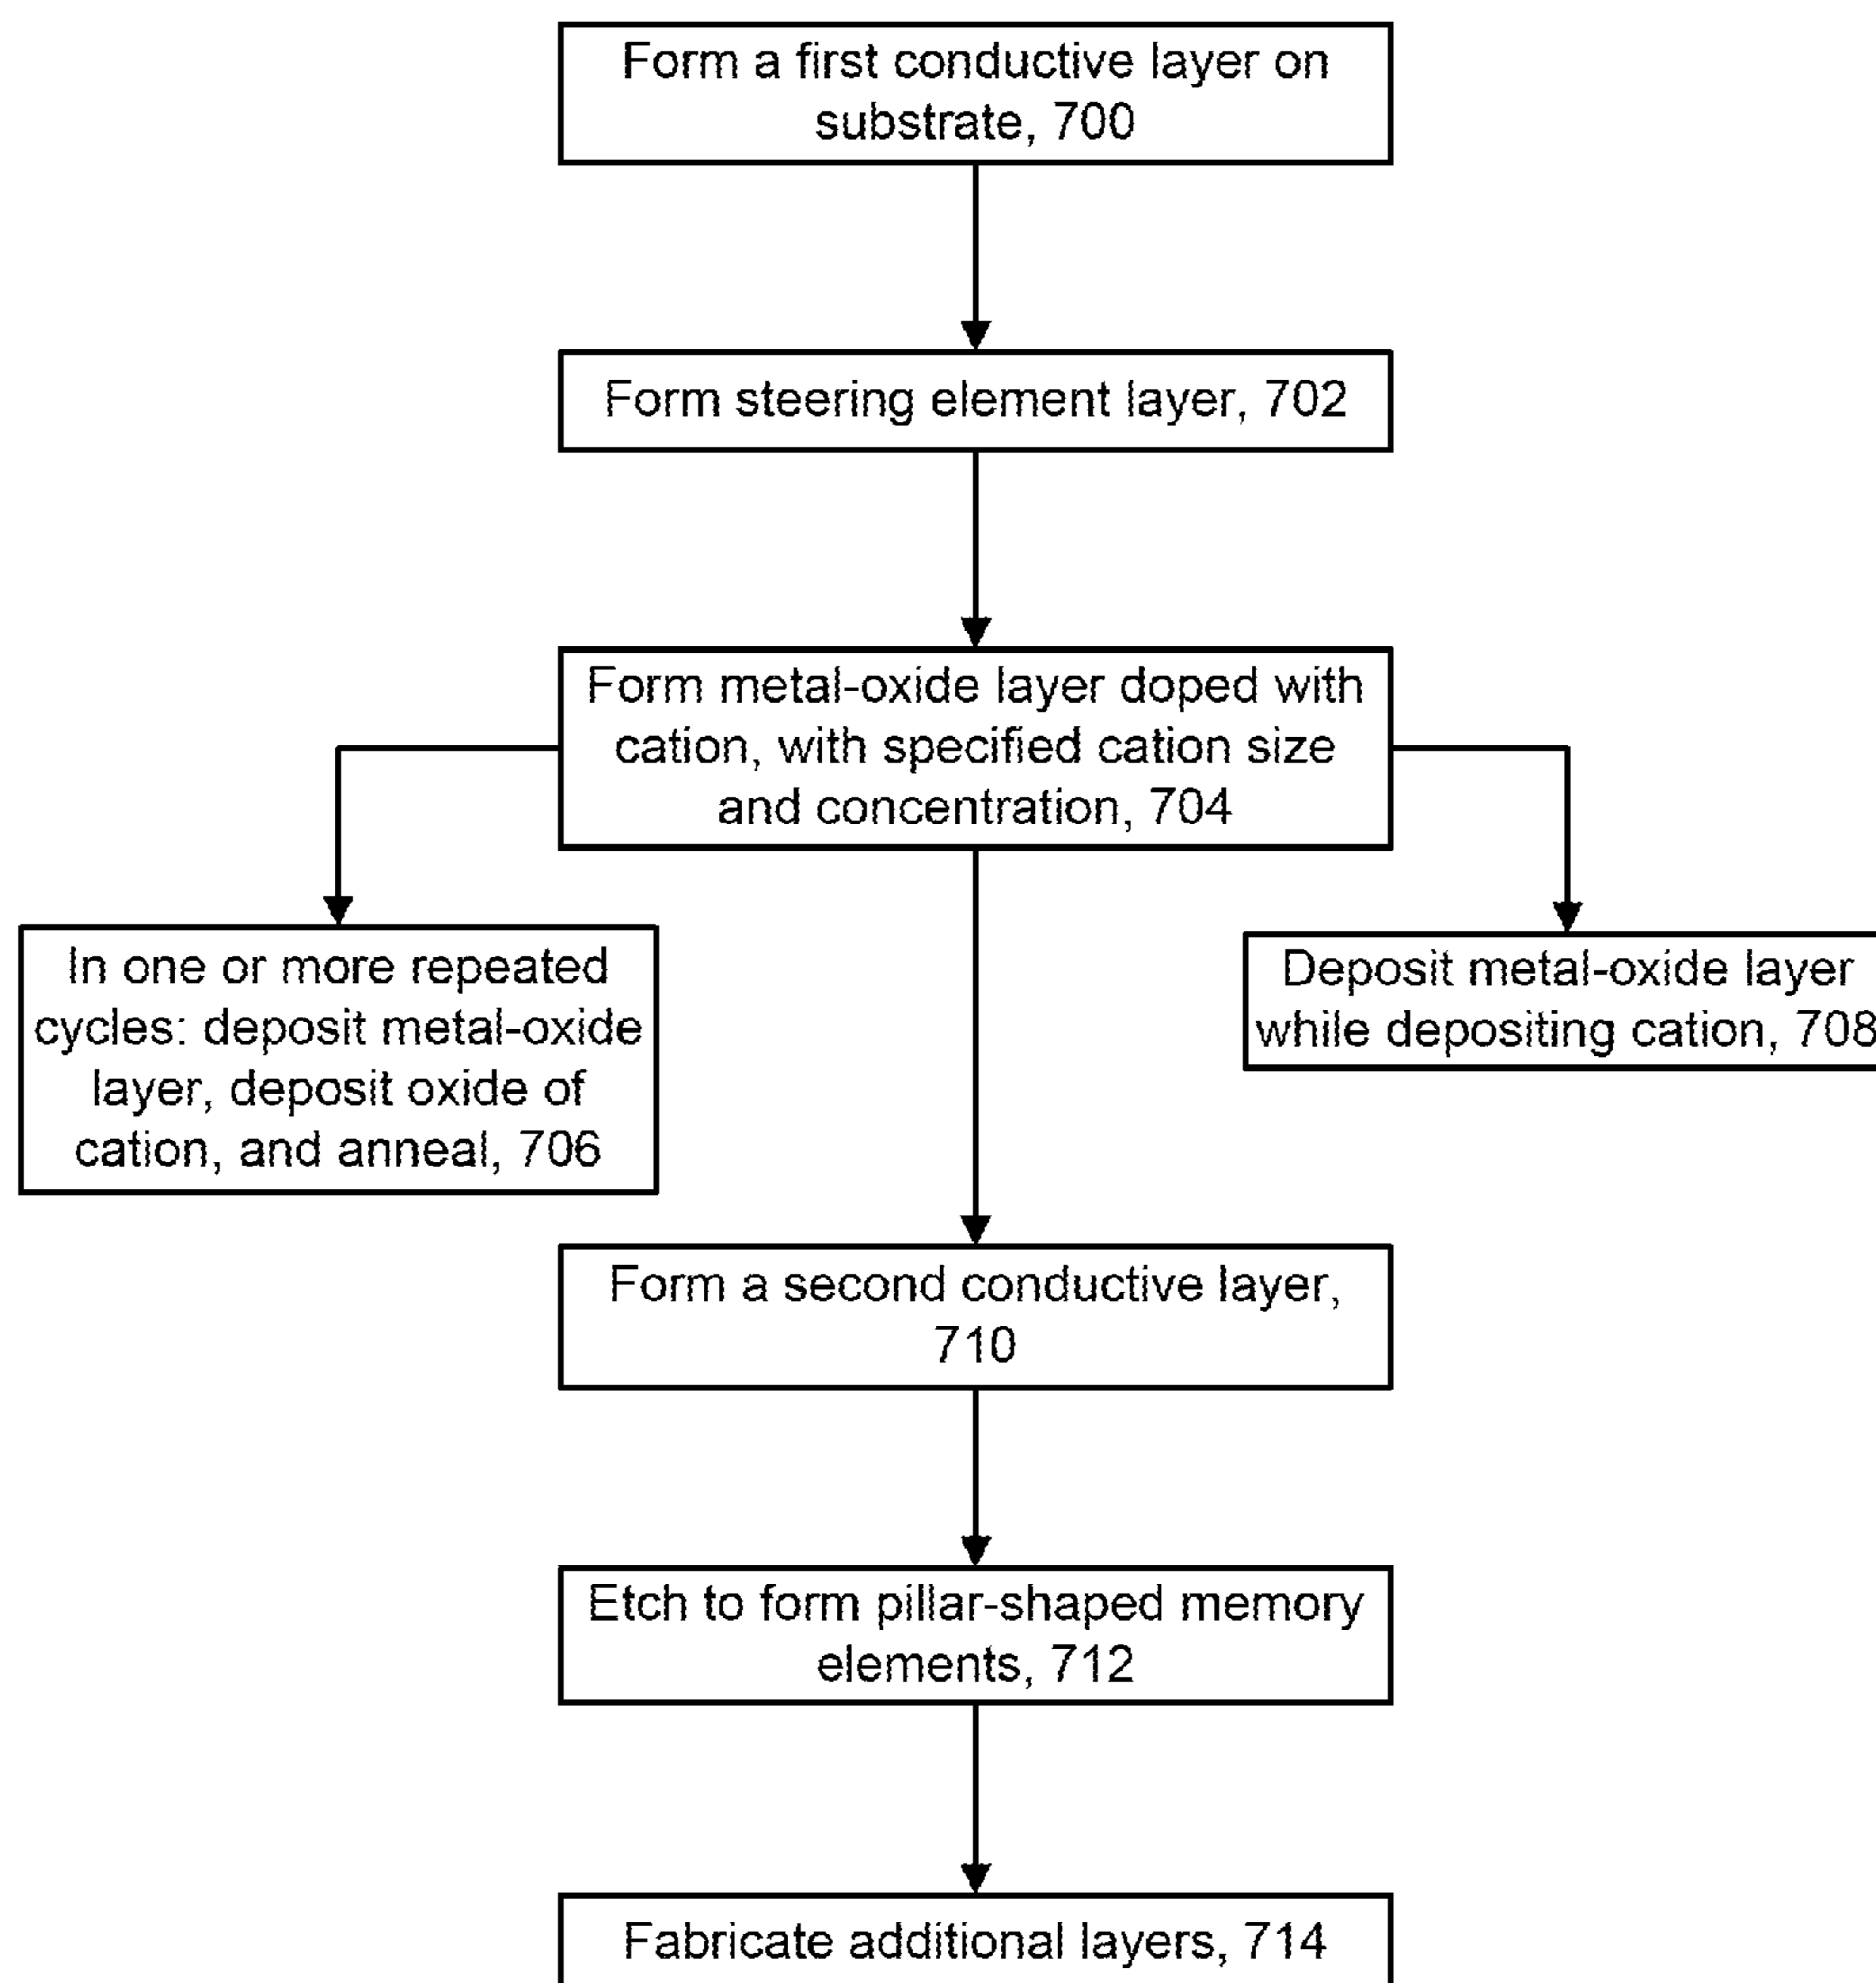 Form a first conductive layer on
substrate, 700
Form steering element layer, 702
Form metal-oxide layer doped with
cation, with specified cation size
and concentration, 704
In one or more repeated
cycles: deposit metal-oxide
layer, deposit oxide of
cation, and anneal, 706
Deposit metal-oxide layer
while depositing cation, 708
Form a second conductive layer,
710
Etch to form pillar-shaped memory
elements, 712
Fabricate additional layers, 714